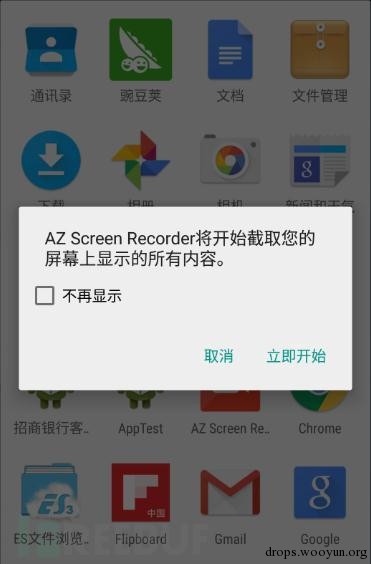 通讯录
豌豆荚
文档
文件管理
下载
相册
相机
新闻和天气
AZ Screen Recorder将开始截取您的
屏幕上显示的所有内容。
不再显示
取消
立即开始
招商银行客..
AppTest
AZ Screen Re..
Chrome
ES文件浏览..
Flipboard
Gmail
Google
中国
ES
3
g
g
REEBUF
drops.wooyun.org